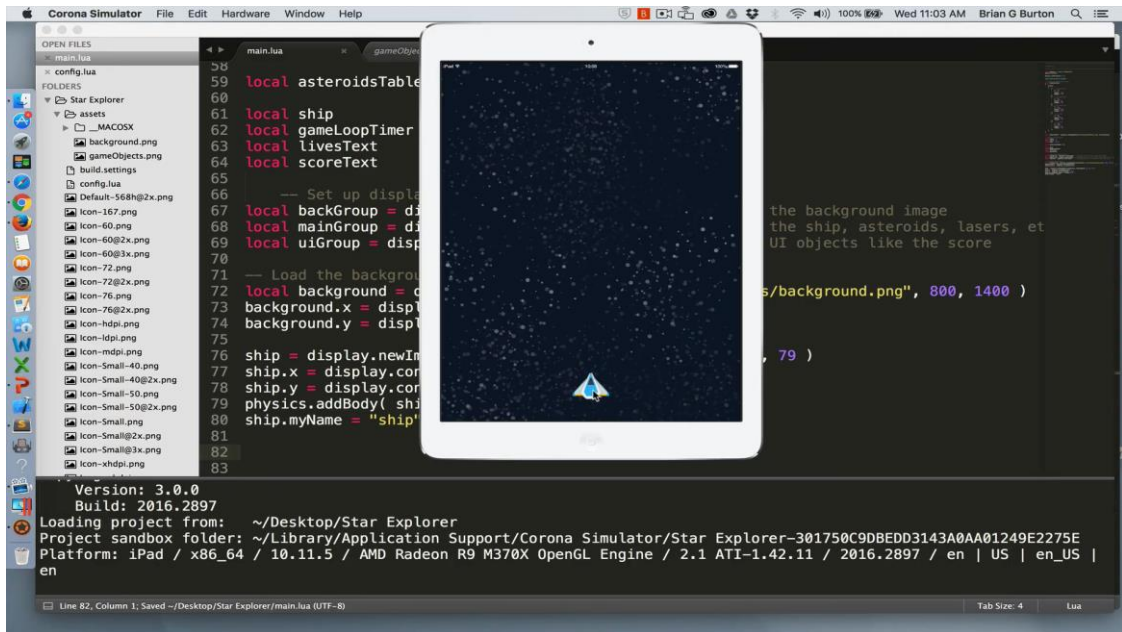 Corona Simulator File Edit Hardware Window Help 100% Wed 11:03 AM Brian G Burton
OPEN FILES
main.lua
config.lua
FOLDERS
Star Explorer
assets
__MACOSX
background.png
gameObjects.png
build.settings
config.lua
Default-568h@2x.png
Icon-167.png
Icon-60.png
Icon-60@2x.png
Icon-60@3x.png
Icon-72.png
Icon-72@2x.png
Icon-76.png
Icon-76@2x.png
Icon-hdpi.png
Icon-ldpi.png
Icon-mdpi.png
Icon-Small-40.png
Icon-Small-40@2x.png
Icon-Small-50.png
Icon-Small-50@2x.png
Icon-Small.png
Icon-Small@2x.png
Icon-Small@3x.png
Icon-xhdpi.png
main.lua gameObje
58
59 local asteroidsTable
60
61 local ship
62 local gameLoopTimer
63 local livesText
64 local scoreText
65
66 -- Set up displa
67 local backGroup = di the background image
68 local mainGroup = di the ship, asteroids, lasers, et
69 local uiGroup = disp UI objects like the score
70
71 -- Load the backgrou
72 local background = d s/background.png", 800, 1400 )
73 background.x = displ
74 background.y = displ
75
76 ship = display.newIm , 79 )
77 ship.x = display.con
78 ship.y = display.con
79 physics.addBody( shi
80 ship.myName = "ship"
81
82
83
iPad 100%
Version: 3.0.0
Build: 2016.2897
Loading project from: ~/Desktop/Star Explorer
Project sandbox folder: ~/Library/Application Support/Corona Simulator/Star Explorer-301750C9DBEDD3143A0AA01249E2275E
Platform: iPad / x86_64 / 10.11.5 / AMD Radeon R9 M370X OpenGL Engine / 2.1 ATI-1.42.11 / 2016.2897 / en | US | en_US |
en
Line 82, Column 1; Saved ~/Desktop/Star Explorer/main.lua (UTF-8) Tab Size: 4 Lua